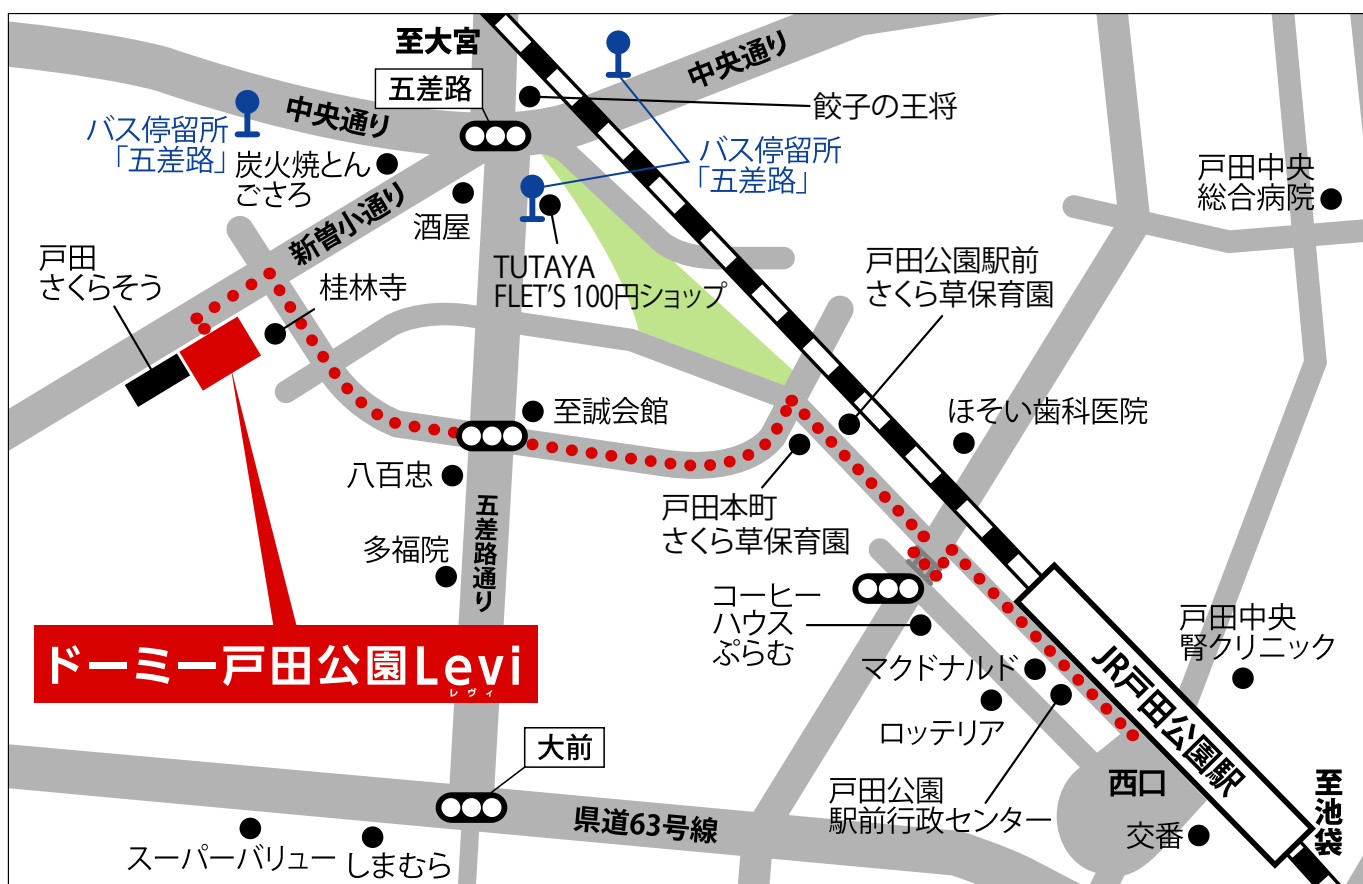 至大宮
中央通り
五差路
餃子の王将
中央通り
バス停留所
「五差路」
炭火焼とん
ごさろ
バス停留所
「五差路」
戸田中央
総合病院
新曽小通り
酒屋
戸田
さくらそう
桂林寺
TUTAYA
FLET'S 100円ショップ
戸田公園駅前
さくら草保育園
至誠会館
ほそい歯科医院
八百忠
五差路通り
戸田本町
さくら草保育園
多福院
コーヒー
ハウス
ぷらむ
戸田中央
腎クリニック
マクドナルド
ドーミー戸田公園Levi
レヴィ
JR戸田公園駅
ロッテリア
大前
西口
至池袋
戸田公園
駅前行政センター
県道63号線
交番
スーパーバリュー
しまむら